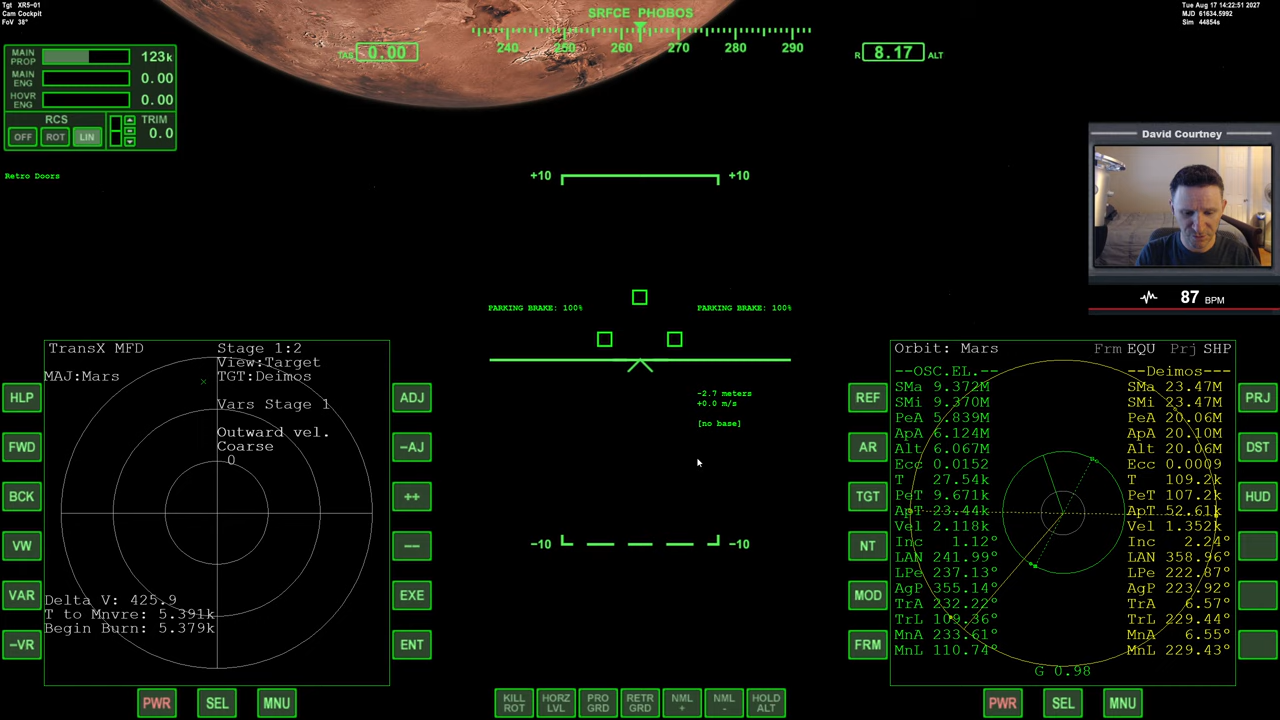 Tgt XR5-01
Cam Cockpit
FoV 38°
Tue Aug 17 14:22:51 2027
MJD 61634.5992
Sim 44854s
SRFCE PHOBOS
240 250 260 270 280 290
TAS 0.00
R 8.17 ALT
MAIN PROP 123k
MAIN ENG 0.00
HOVR ENG 0.00
RCS
TRIM
OFF ROT LIN 0.0
Retro Doors
David Courtney
87 BPM
+10 +10
PARKING BRAKE: 100% PARKING BRAKE: 100%
-2.7 meters
+0.0 m/s
[no base]
-10 -10
TransX MFD Stage 1:2
View:Target
MAJ:Mars TGT:Deimos
Vars Stage 1
Outward vel.
Coarse
0
Delta V: 425.9
T to Mnvre: 5.391k
Begin Burn: 5.379k
HLP
FWD
BCK
VW
VAR
-VR
ADJ
-AJ
++
--
EXE
ENT
PWR SEL MNU
KILL ROT
HORZ LVL
PRO GRD
RETR GRD
NML +
NML -
HOLD ALT
Orbit: Mars Frm EQU Prj SHP
--OSC.EL.-- --Deimos---
SMa 9.372M SMa 23.47M
SMi 9.370M SMi 23.47M
PeA 5.839M PeA 20.06M
ApA 6.124M ApA 20.10M
Alt 6.067M Alt 20.06M
Ecc 0.0152 Ecc 0.0009
T 27.54k T 109.2k
PeT 9.671k PeT 107.2k
ApT 23.44k ApT 52.61k
Vel 2.118k Vel 1.352k
Inc 1.12° Inc 2.24°
LAN 241.99° LAN 358.96°
LPe 237.13° LPe 222.87°
AgP 355.14° AgP 223.92°
TrA 232.22° TrA 6.57°
TrL 109.36° TrL 229.44°
MnA 233.61° MnA 6.55°
MnL 110.74° MnL 229.43°
G 0.98
REF
AR
TGT
NT
MOD
FRM
PRJ
DST
HUD
PWR SEL MNU